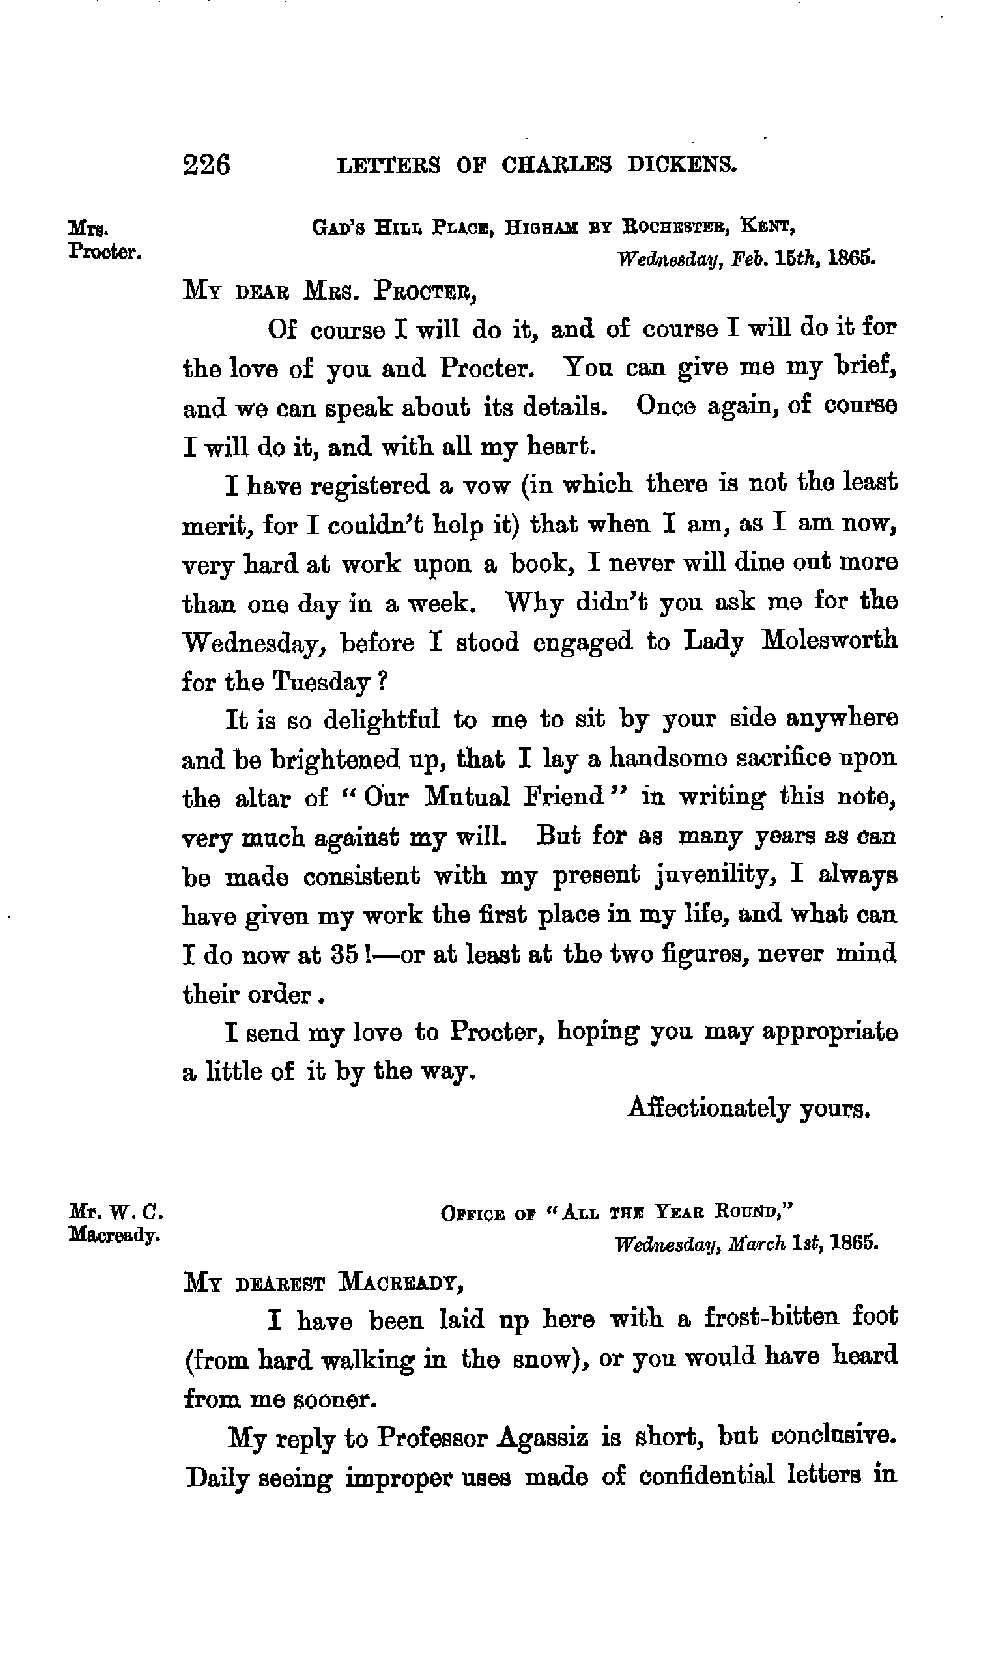 226 LETTERS OF CHARLES DICKENS.
Mrs. Procter.
GAD'S HILL PLACE, HIGHAM BY ROCHESTER, KENT,
Wednesday, Feb. 15th, 1865.
MY DEAR MRS. PROCTER,
Of course I will do it, and of course I will do it for
the love of you and Procter. You can give me my brief,
and we can speak about its details. Once again, of course
I will do it, and with all my heart.
I have registered a vow (in which there is not the least
merit, for I couldn't help it) that when I am, as I am now,
very hard at work upon a book, I never will dine out more
than one day in a week. Why didn't you ask me for the
Wednesday, before I stood engaged to Lady Molesworth
for the Tuesday?
It is so delightful to me to sit by your side anywhere
and be brightened up, that I lay a handsome sacrifice upon
the altar of "Our Mutual Friend" in writing this note,
very much against my will. But for as many years as can
be made consistent with my present juvenility, I always
have given my work the first place in my life, and what can
I do now at 35!—or at least at the two figures, never mind
their order.
I send my love to Procter, hoping you may appropriate
a little of it by the way.
Affectionately yours.
Mr. W. C. Macready.
OFFICE OF "ALL THE YEAR ROUND,"
Wednesday, March 1st, 1865.
MY DEAREST MACREADY,
I have been laid up here with a frost-bitten foot
(from hard walking in the snow), or you would have heard
from me sooner.
My reply to Professor Agassiz is short, but conclusive.
Daily seeing improper uses made of confidential letters in